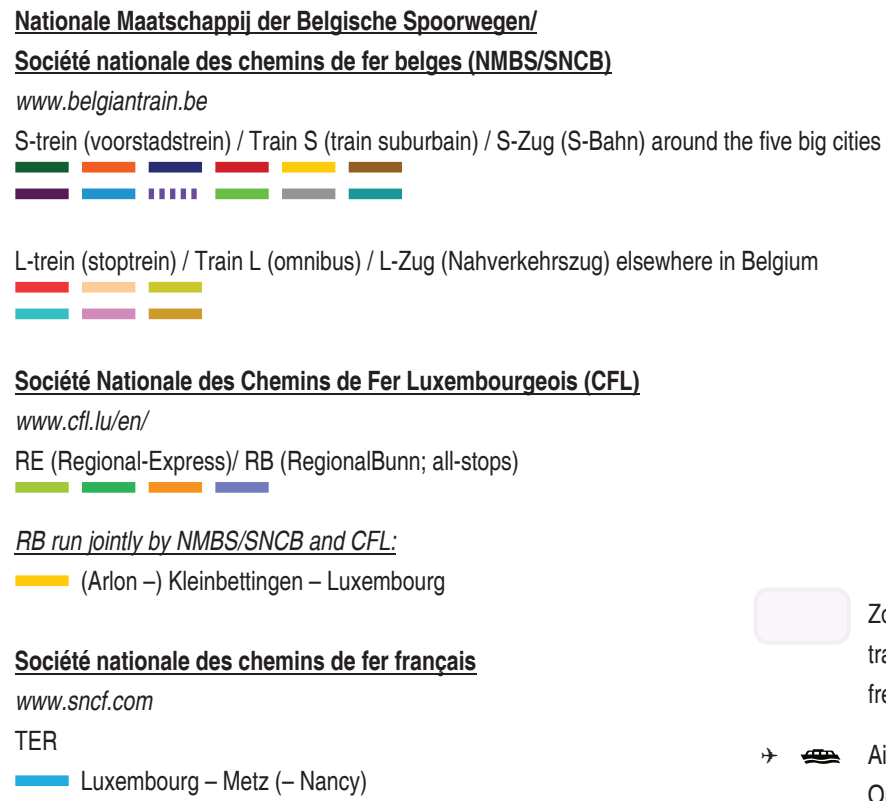 Nationale Maatschappij der Belgische Spoorwegen/
Société nationale des chemins de fer belges (NMBS/SNCB)
www.belgiantrain.be
S-trein (voorstadstrein) / Train S (train suburbain) / S-Zug (S-Bahn) around the five big cities
L-trein (stoptrein) / Train L (omnibus) / L-Zug (Nahverkehrszug) elsewhere in Belgium
Société Nationale des Chemins de Fer Luxembourgeois (CFL)
www.cfl.lu/en/
RE (Regional-Express)/ RB (RegionalBunn; all-stops)
RB run jointly by NMBS/SNCB and CFL:
(Arlon –) Kleinbettingen – Luxembourg
Société nationale des chemins de fer français
www.sncf.com
TER
Luxembourg – Metz (– Nancy)